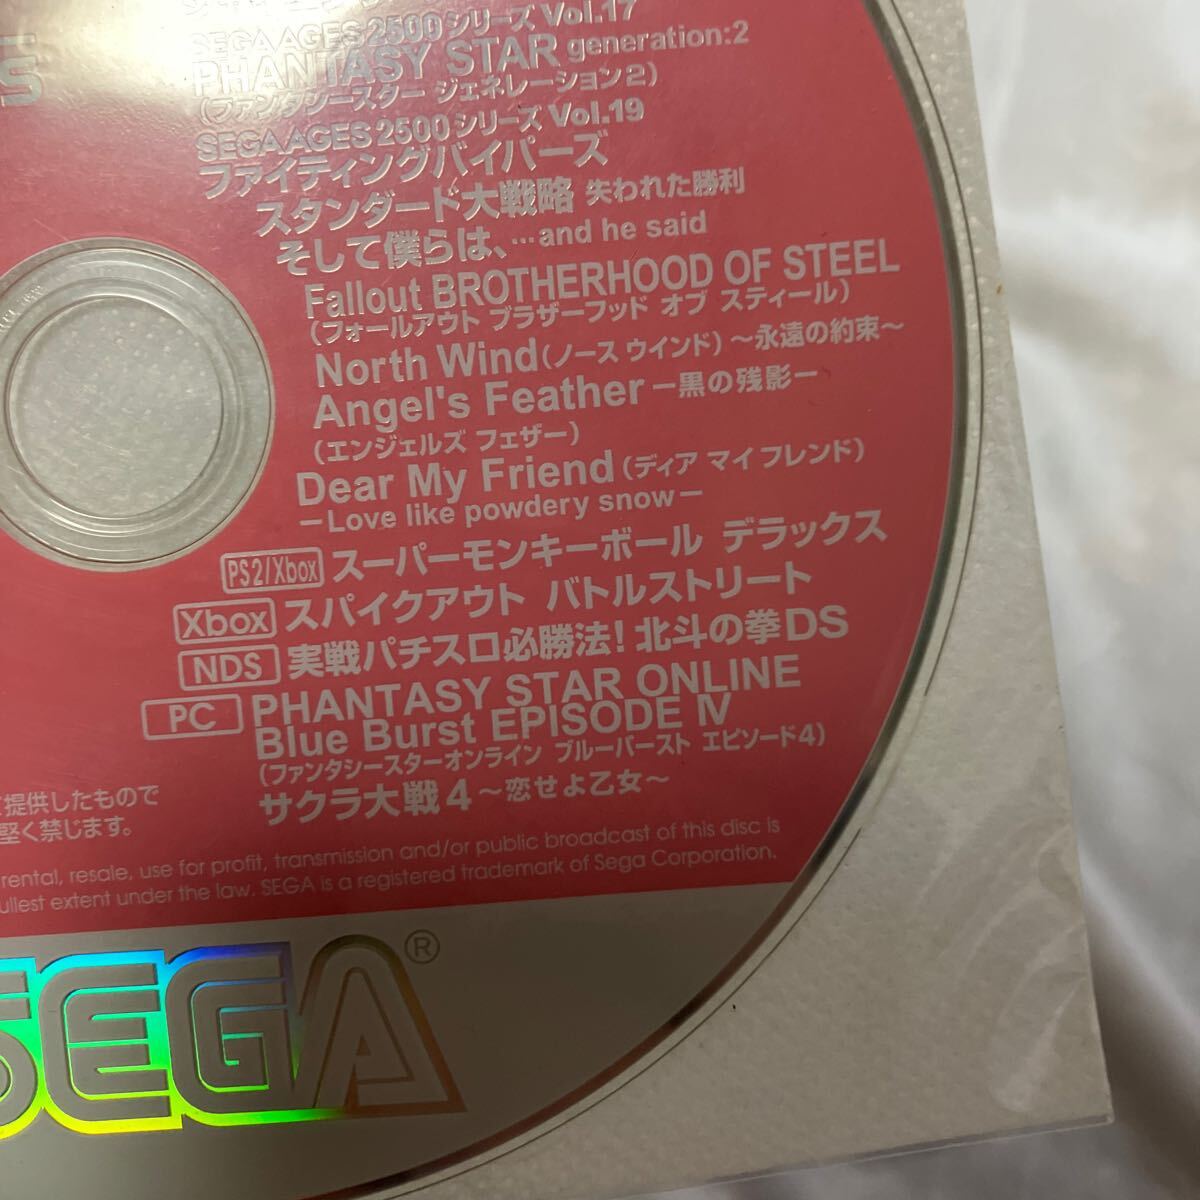 SEGA AGES 2500シリーズ Vol.17
PHANTASY STAR generation:2
(ファンタシースター ジェネレーション2)
SEGA AGES 2500シリーズ Vol.19
ファイティングバイパーズ
スタンダード大戦略 失われた勝利
そして僕らは、…and he said
Fallout BROTHERHOOD OF STEEL
(フォールアウト ブラザーフッド オブ スティール)
North Wind(ノース ウインド)〜永遠の約束〜
Angel's Feather－黒の残影－
(エンジェルズ フェザー)
Dear My Friend(ディア マイ フレンド)
－Love like powdery snow－
PS2/Xbox スーパーモンキーボール デラックス
Xbox スパイクアウト バトルストリート
NDS 実戦パチスロ必勝法!北斗の拳DS
PC PHANTASY STAR ONLINE
Blue Burst EPISODE Ⅳ
(ファンタシースターオンライン ブルーバースト エピソード4)
サクラ大戦4〜恋せよ乙女〜
提供したもので
堅く禁じます。
rental, resale, use for profit, transmission and/or public broadcast of this disc is
fullest extent under the law. SEGA is a registered trademark of Sega Corporation.
SEGA®